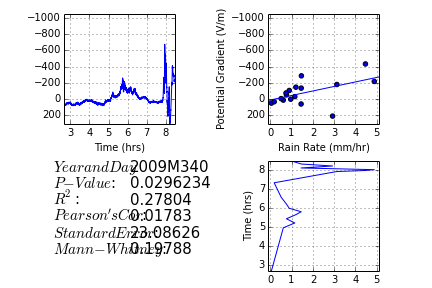 −1000
−800
−600
−400
−200
0
200
3 4 5 6 7 8
Time (hrs)
Potential Gradient (V/m)
−1000
−800
−600
−400
−200
0
200
0 1 2 3 4 5
Rain Rate (mm/hr)
YearandDay: 2009M340
P−Value: 0.0296234
R²: 0.27804
Pearson'sCor: 0.01783
StandardError: 23.08626
Mann−Whitney: 0.19788
Time (hrs)
8
7
6
5
4
3
0 1 2 3 4 5